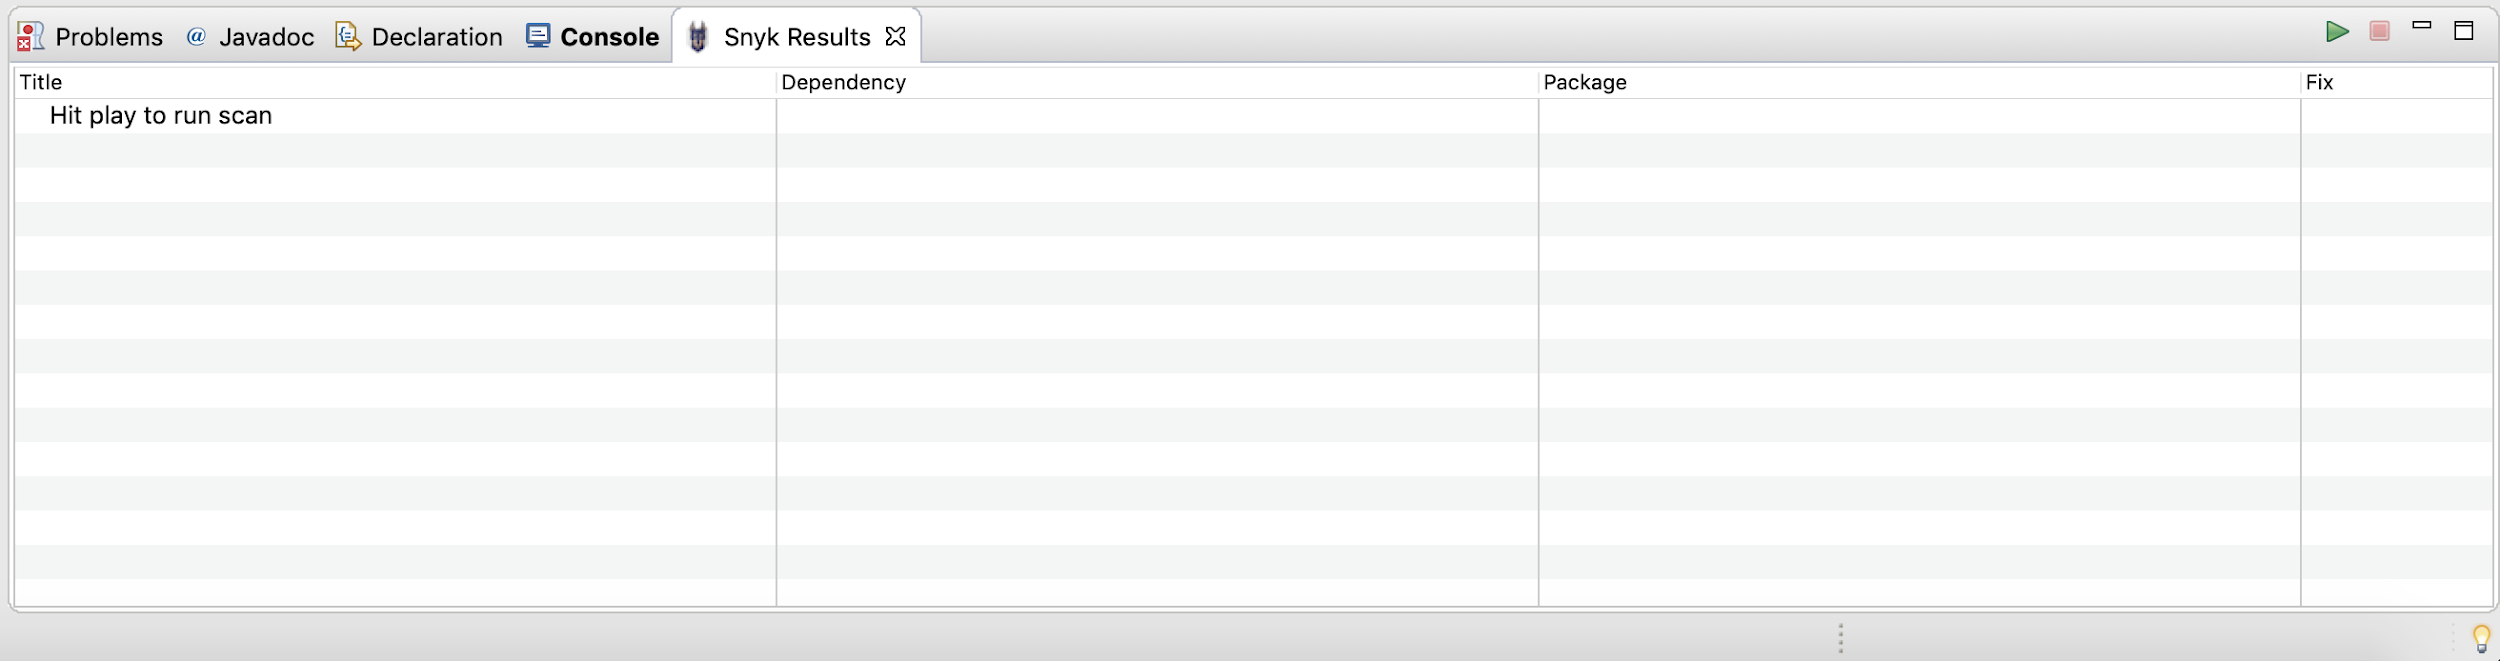 Problems @ Javadoc Declaration Console Snyk Results
Title Dependency Package Fix
Hit play to run scan